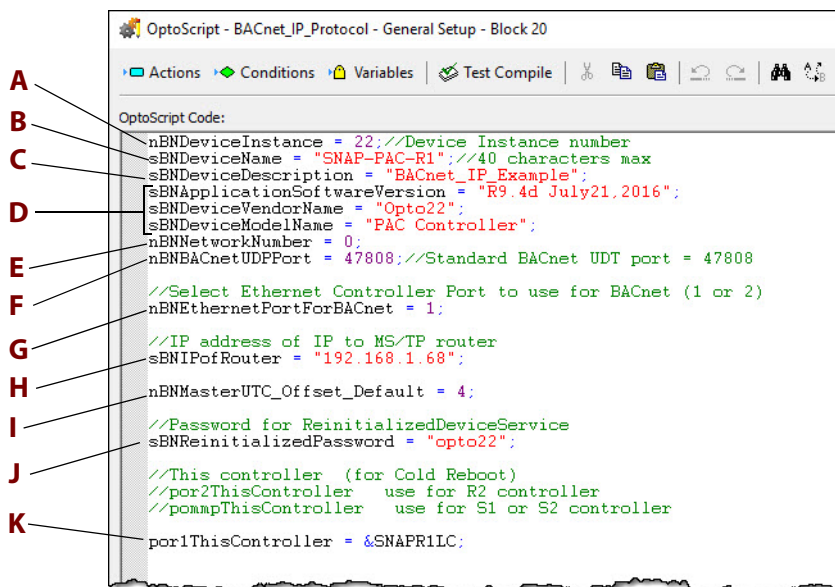 OptoScript - BACnet_IP_Protocol - General Setup - Block 20
Actions Conditions Variables Test Compile
OptoScript Code:
A nBNDeviceInstance = 22;//Device Instance number
B sBNDeviceName = "SNAP-PAC-R1";//40 characters max
C sBNDeviceDescription = "BACnet_IP_Example";
sBNApplicationSoftwareVersion = "R9.4d July21,2016";
D sBNDeviceVendorName = "Opto22";
sBNDeviceModelName = "PAC Controller";
E nBNNetworkNumber = 0;
F nBNBACnetUDPPort = 47808;//Standard BACnet UDT port = 47808
//Select Ethernet Controller Port to use for BACnet (1 or 2)
G nBNEthernetPortForBACnet = 1;
//IP address of IP to MS/TP router
H sBNIPofRouter = "192.168.1.68";
I nBNMasterUTC_Offset_Default = 4;
//Password for ReinitializedDeviceService
J sBNReinitializedPassword = "opto22";
//This controller (for Cold Reboot)
//por2ThisController use for R2 controller
//pommpThisController use for S1 or S2 controller
K por1ThisController = &SNAPR1LC;